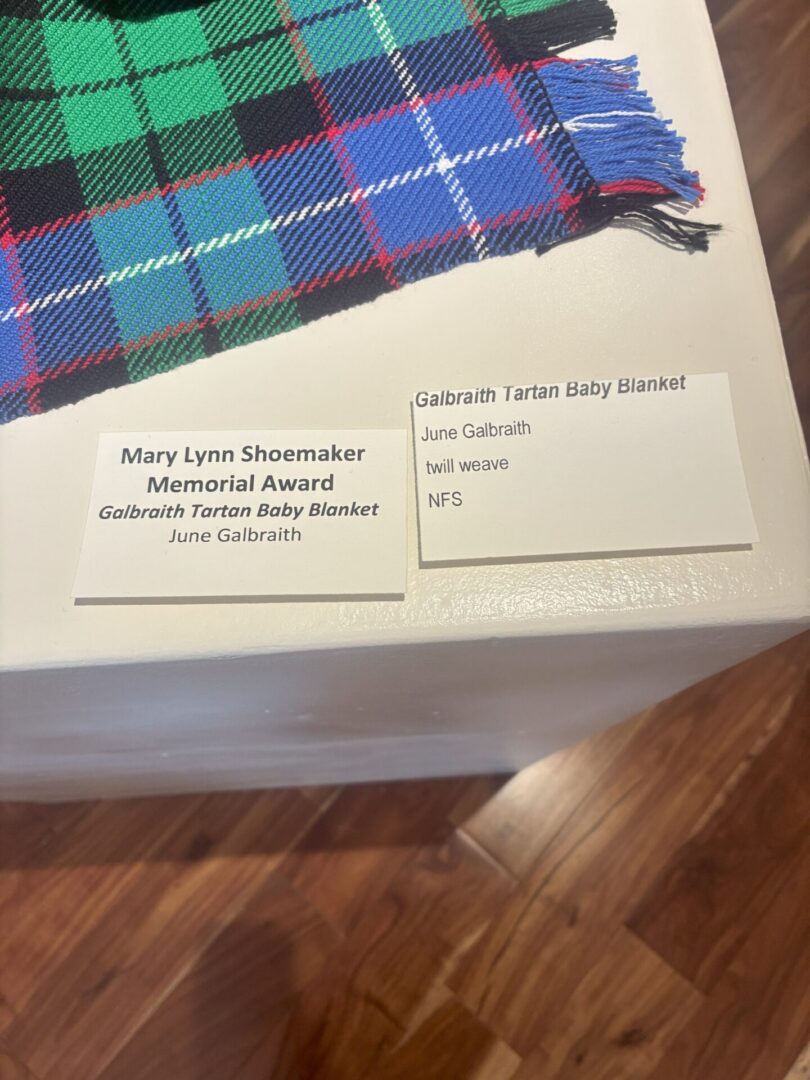 Mary Lynn Shoemaker
Memorial Award
Galbraith Tartan Baby Blanket
June Galbraith
Galbraith Tartan Baby Blanket
June Galbraith
twill weave
NFS